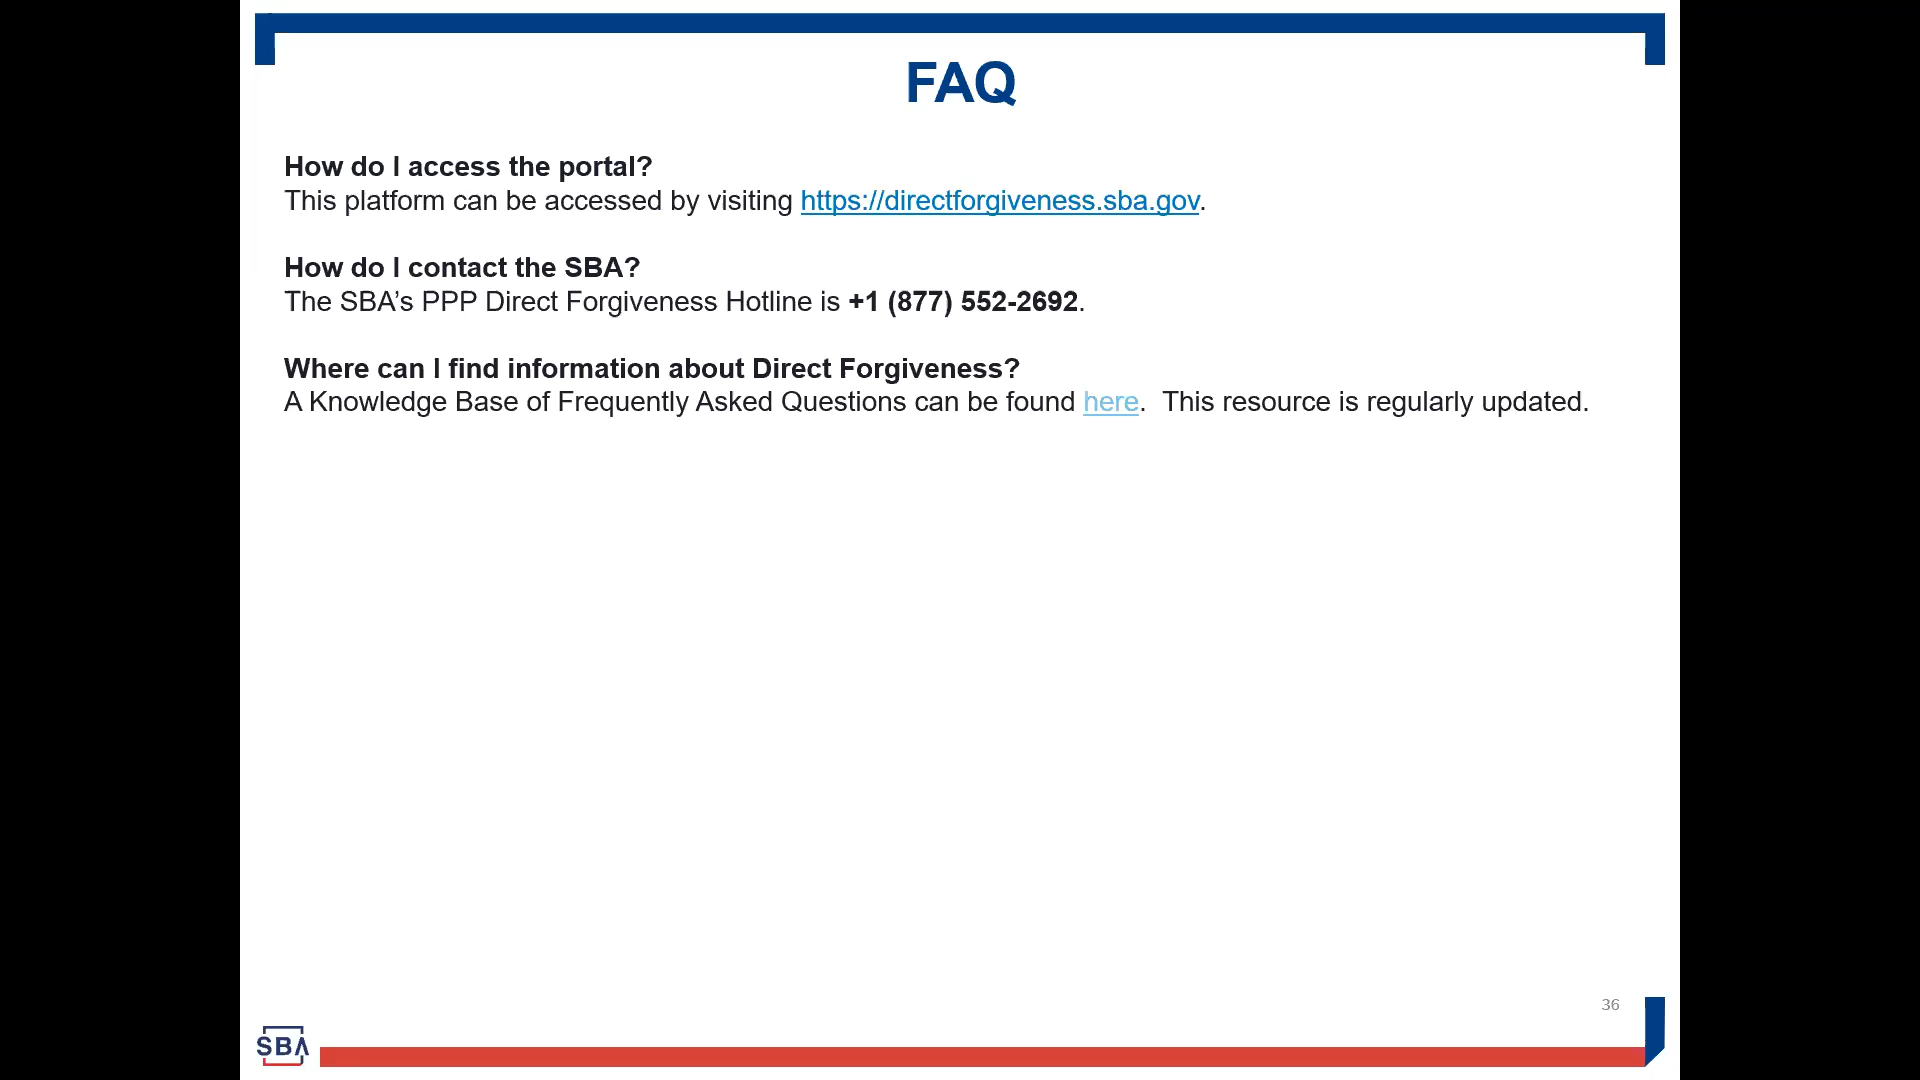 FAQ
How do I access the portal?
This platform can be accessed by visiting https://directforgiveness.sba.gov.
How do I contact the SBA?
The SBA’s PPP Direct Forgiveness Hotline is +1 (877) 552-2692.
Where can I find information about Direct Forgiveness?
A Knowledge Base of Frequently Asked Questions can be found here.  This resource is regularly updated.
36
SBA